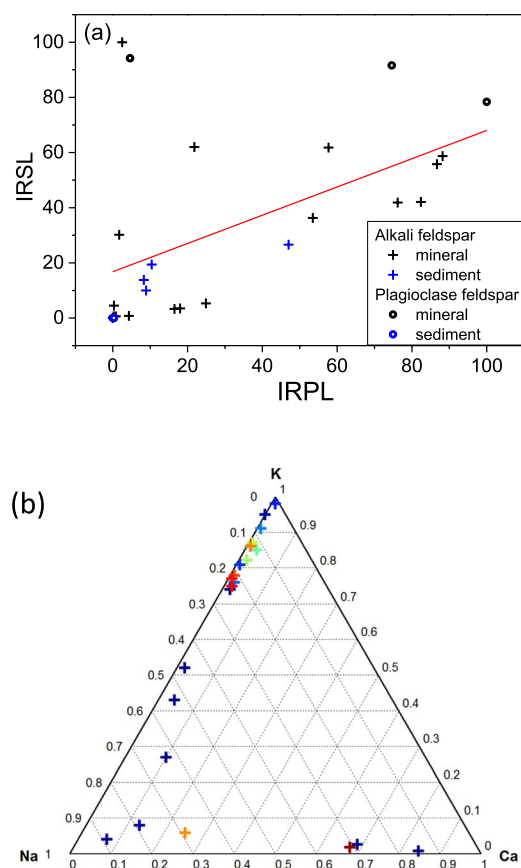 (a)
100
80
60
40
20
0
IRSL
0 20 40 60 80 100
IRPL
Alkali feldspar
mineral
sediment
Plagioclase feldspar
mineral
sediment
(b)
K
0 1
0.1 0.9
0.2 0.8
0.3 0.7
0.4 0.6
0.5 0.5
0.6 0.4
0.7 0.3
0.8 0.2
0.9 0.1
Na 1 0 Ca
0 0.1 0.2 0.3 0.4 0.5 0.6 0.7 0.8 0.9 1